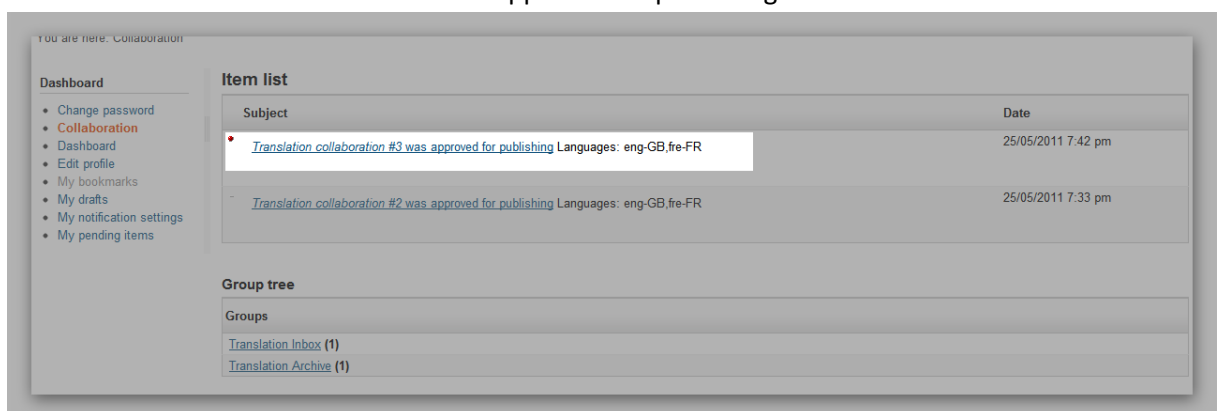 You are here: Collaboration
Dashboard
Change password
Collaboration
Dashboard
Edit profile
My bookmarks
My drafts
My notification settings
My pending items
Item list
Subject Date
Translation collaboration #3 was approved for publishing Languages: eng-GB,fre-FR 25/05/2011 7:42 pm
Translation collaboration #2 was approved for publishing Languages: eng-GB,fre-FR 25/05/2011 7:33 pm
Group tree
Groups
Translation Inbox (1)
Translation Archive (1)